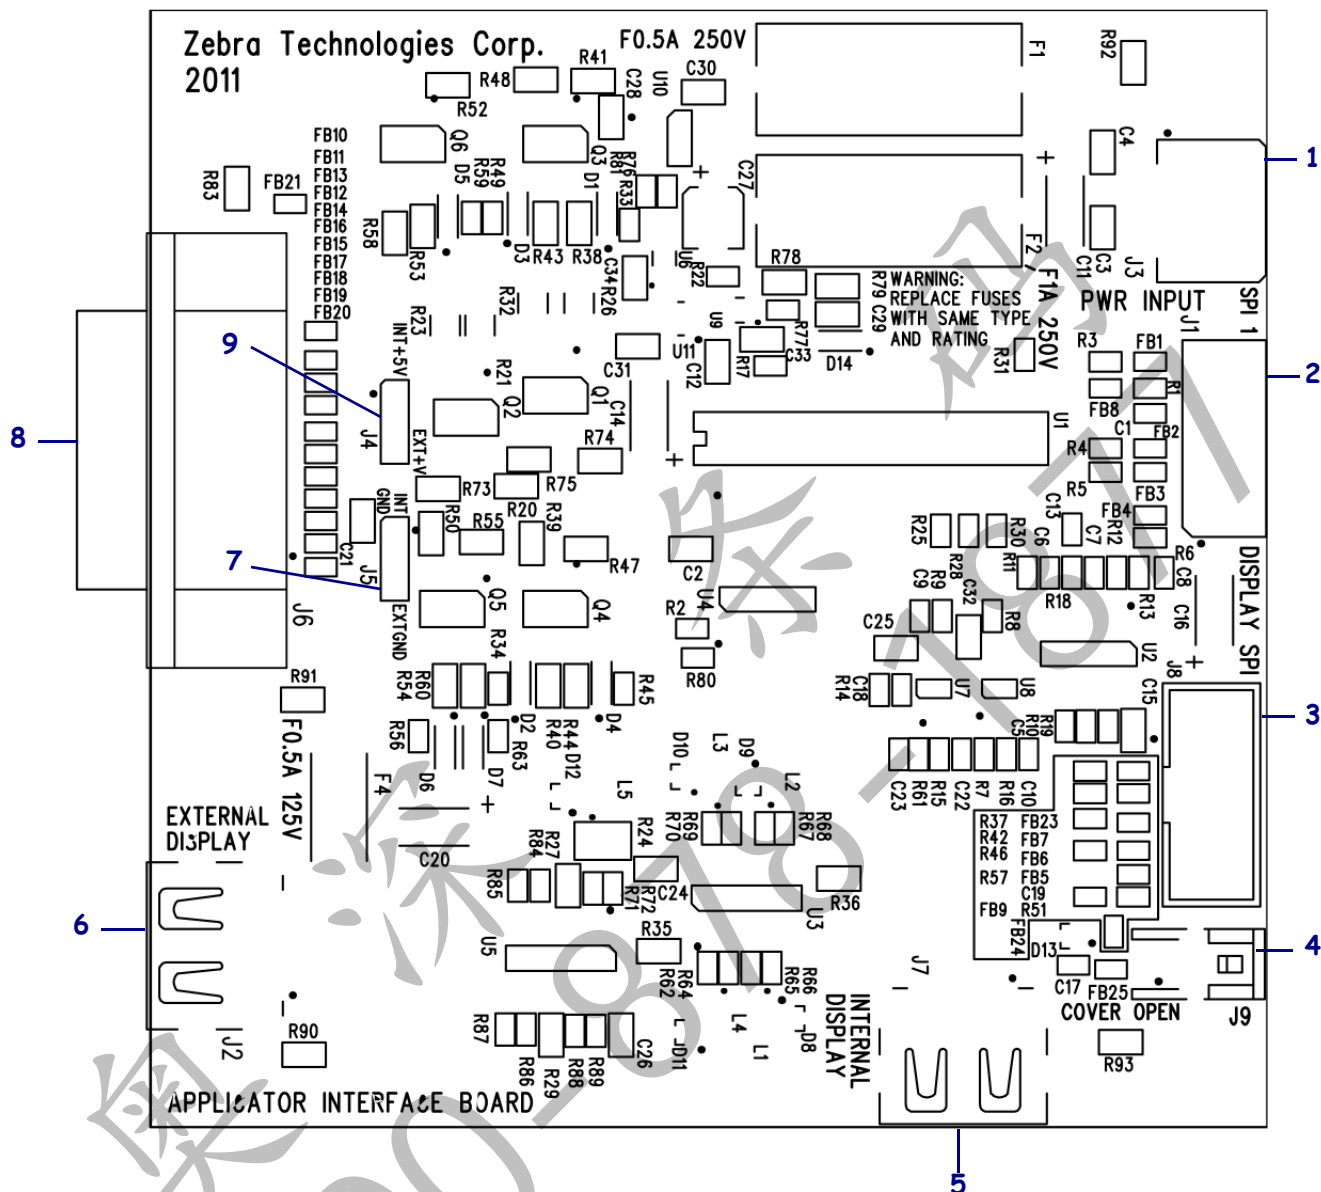 Zebra Technologies Corp.
2011
F0.5A 250V
F1
R92
R41
R48
R52
C28
U10
C30
C4
1
FB10
FB11
FB13
FB12
FB14
FB16
FB15
FB17
FB18
FB19
FB20
R83
FB21
Q6
Q3
R81
R76
D5
R59
R49
D1
R33
C27
R58
R53
D3
R43
R38
C34
R26
U6
R22
R78
R79
C29
F2, F1A 250V
C11
C3
J3
WARNING:
REPLACE FUSES
WITH SAME TYPE
AND RATING
PWR INPUT
SPI 1
J1
R23
R32
U9
R77
C33
R17
D14
R31
R3
FB1
9
INT+5V
R21
C31
U11
C12
2
R1
FB8
FB2
8
J4
Q2
Q1
C14
U1
C1
R4
EXT+V
R74
R5
FB3
R73
R75
INT
GND
R50
R20
R39
R55
C13
FB4
R25
R28
R30
C6
C7
R12
R6
C21
7
J5
R47
C2
R11
C8
DISPLAY SPI
J6
EXTGND
Q5
Q4
R2
U4
C9
R9
C32
R8
R18
R13
C16
C25
U2
J8
R34
R80
R91
R54
R60
R45
R14
C18
U7
U8
C15
F0.5A 125V
R56
R63
D2
R40
R44
D12
D4
D10
L3
D9
L2
C5
R10
R19
3
F4
D6
D7
L5
C23
R61
R15
C22
R7
R16
C10
EXTERNAL
DISPLAY
C20
R84
R27
R24
R70
R69
R67
R68
R37 FB23
R42 FB7
R46 FB6
R57 FB5
C19
FB9 R51
R85
R71
R72
C24
R36
U3
6
U5
R35
FB24
D13
4
R62
R64
R65
R66
J7
C17
FB25
COVER OPEN
J9
INTERNAL
DISPLAY
J2
R90
R87
R86
R29
R88
R89
C26
D11
L4
L1
D8
R93
APPLICATOR INTERFACE BOARD
5
深
条
码
奥
-878-1877